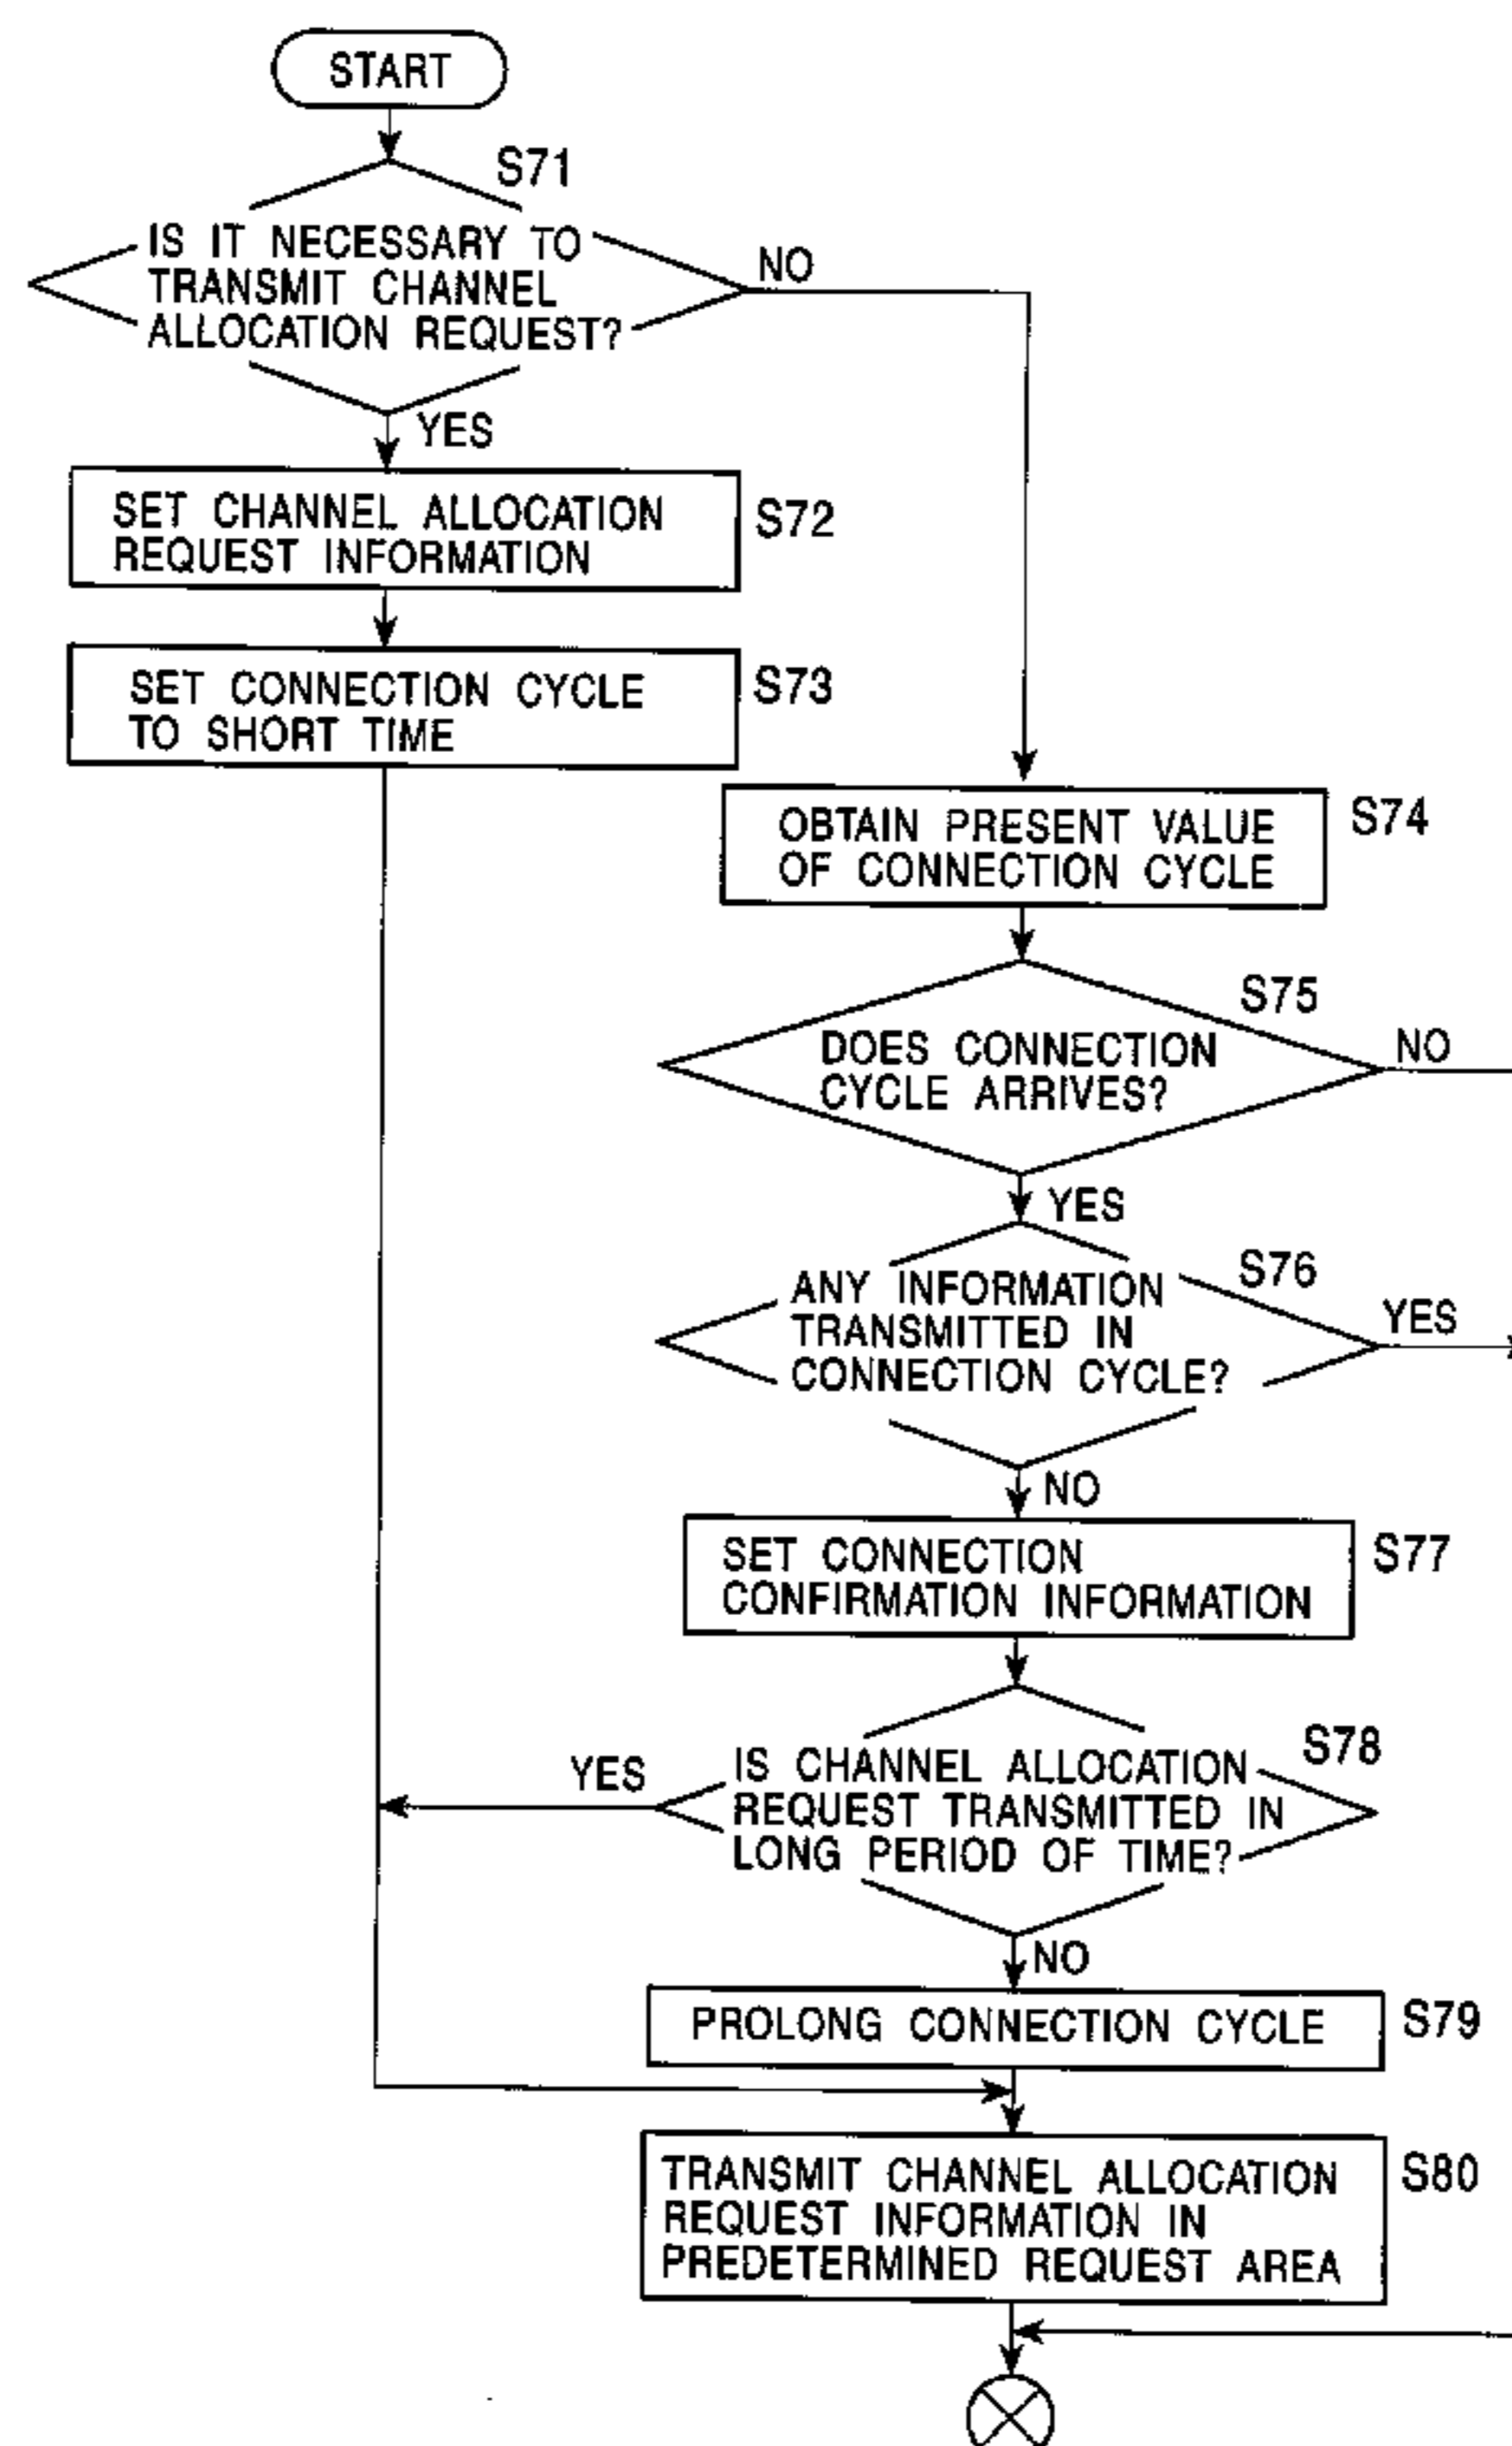 START
S71
IS IT NECESSARY TO
TRANSMIT CHANNEL
ALLOCATION REQUEST?
NO
YES
SET CHANNEL ALLOCATION
REQUEST INFORMATION
S72
SET CONNECTION CYCLE
TO SHORT TIME
S73
OBTAIN PRESENT VALUE
OF CONNECTION CYCLE
S74
S75
DOES CONNECTION
CYCLE ARRIVES?
NO
YES
S76
ANY INFORMATION
TRANSMITTED IN
CONNECTION CYCLE?
YES
NO
SET CONNECTION
CONFIRMATION INFORMATION
S77
S78
YES
IS CHANNEL ALLOCATION
REQUEST TRANSMITTED IN
LONG PERIOD OF TIME?
NO
PROLONG CONNECTION CYCLE
S79
TRANSMIT CHANNEL ALLOCATION
REQUEST INFORMATION IN
PREDETERMINED REQUEST AREA
S80